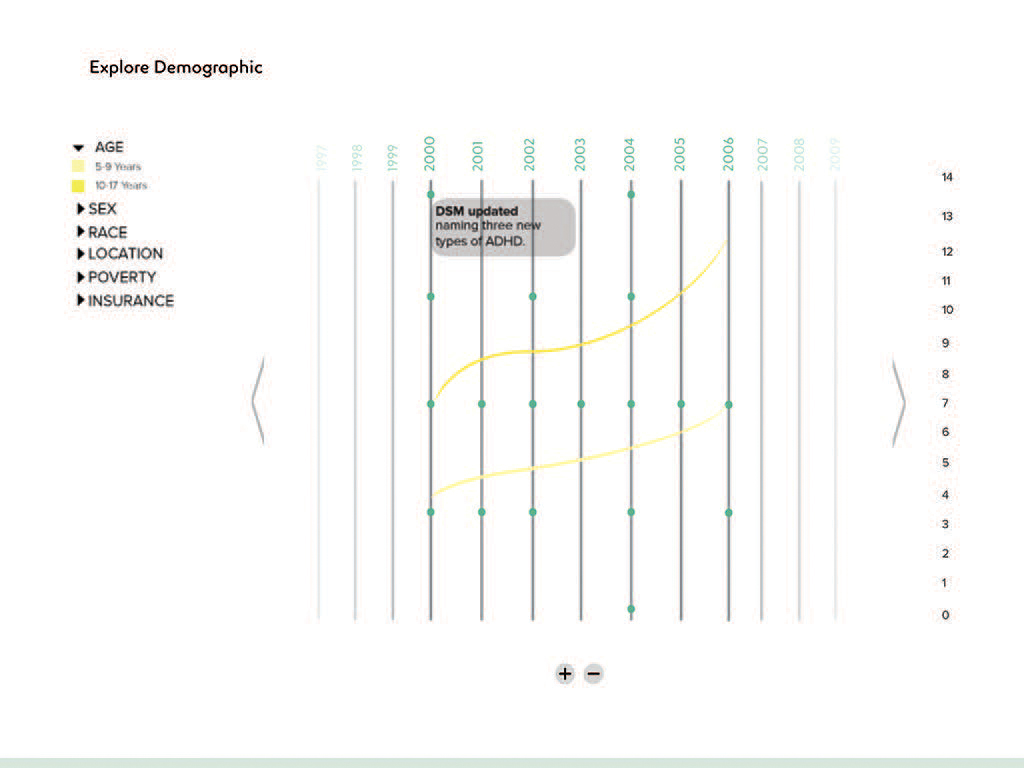 Explore Demographic
AGE
5-9 Years
10-17 Years
SEX
RACE
LOCATION
POVERTY
INSURANCE
1997
1998
1999
2000
2001
2002
2003
2004
2005
2006
2007
2008
2009
DSM updated
naming three new
types of ADHD.
14
13
12
11
10
9
8
7
6
5
4
3
2
1
0